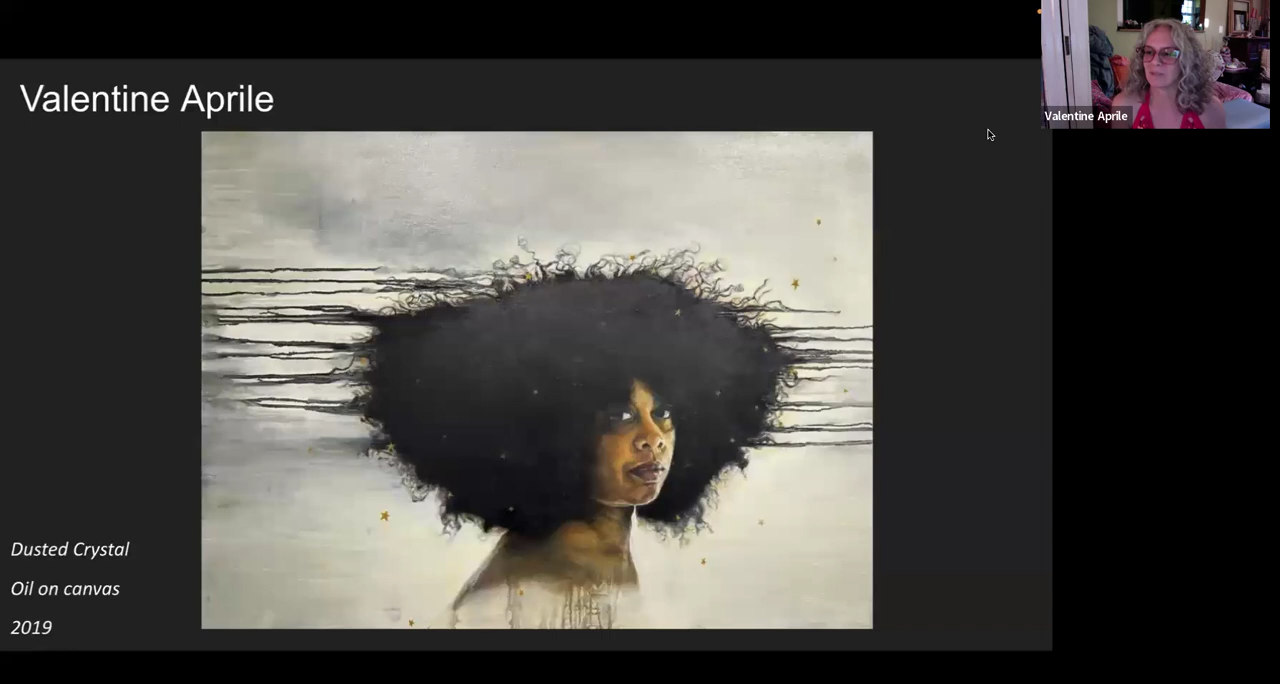 Valentine Aprile
Valentine Aprile
Dusted Crystal
Oil on canvas
2019